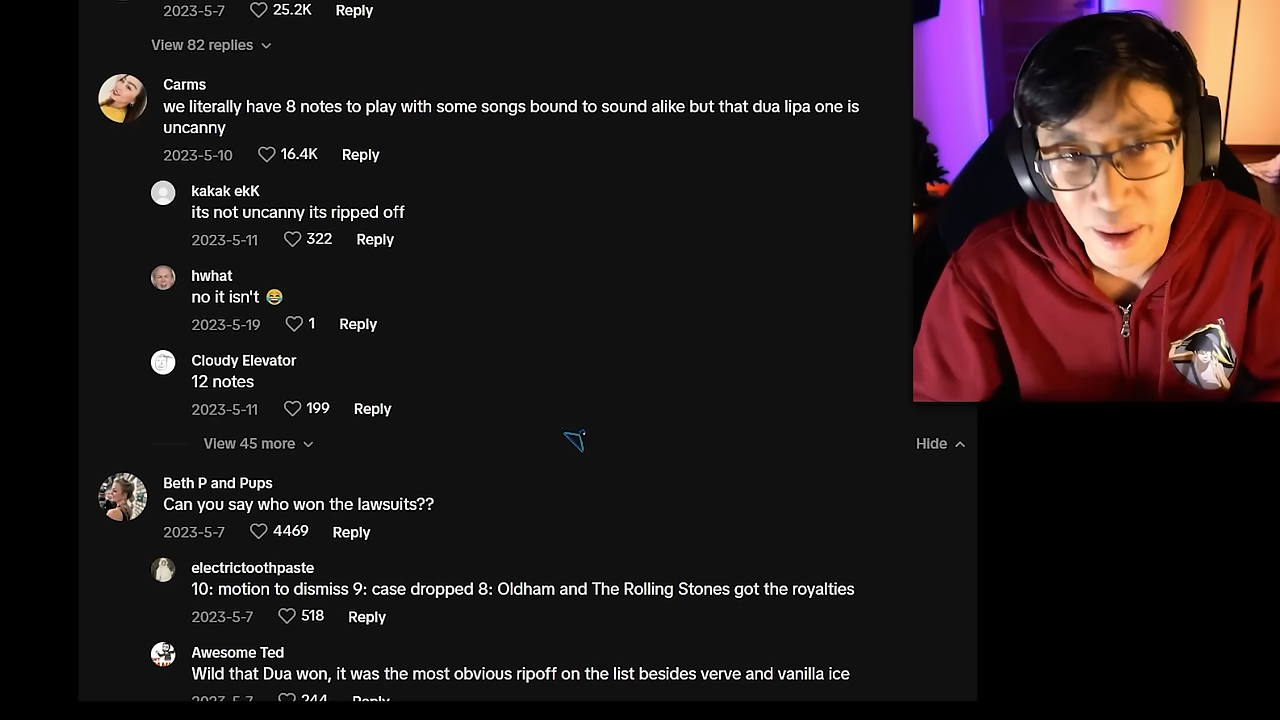 2023-5-7 25.2K Reply
View 82 replies
Carms
we literally have 8 notes to play with some songs bound to sound alike but that dua lipa one is
uncanny
2023-5-10 16.4K Reply
kakak ekK
its not uncanny its ripped off
2023-5-11 322 Reply
hwhat
no it isn't 😂
2023-5-19 1 Reply
Cloudy Elevator
12 notes
2023-5-11 199 Reply
View 45 more Hide
Beth P and Pups
Can you say who won the lawsuits??
2023-5-7 4469 Reply
electrictoothpaste
10: motion to dismiss 9: case dropped 8: Oldham and The Rolling Stones got the royalties
2023-5-7 518 Reply
Awesome Ted
Wild that Dua won, it was the most obvious ripoff on the list besides verve and vanilla ice
2023-5-7 244 Reply